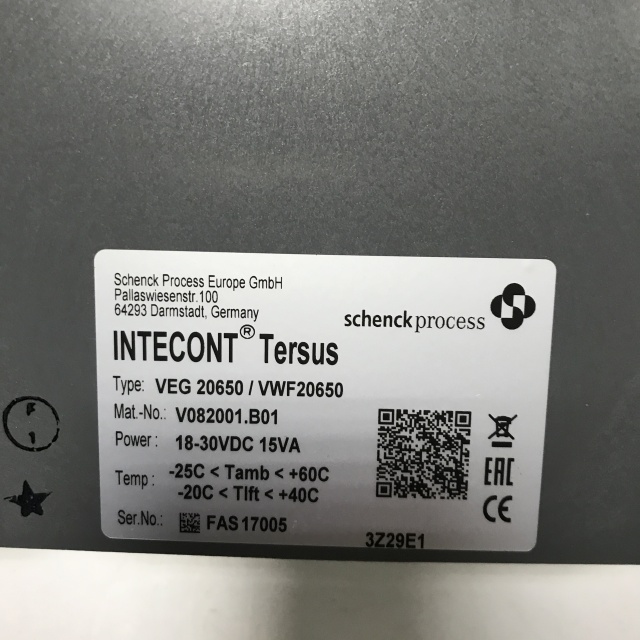 Schenck Process Europe GmbH
Pallaswiesenstr.100
64293 Darmstadt, Germany
schenckprocess
INTECONT® Tersus
Type: VEG 20650 / VWF20650
Mat.-No.: V082001.B01
Power : 18-30VDC 15VA
Temp : -25C < Tamb < +60C
-20C < Tlft < +40C
Ser.No.: FAS17005
3Z29E1
EAC
CE
F
1